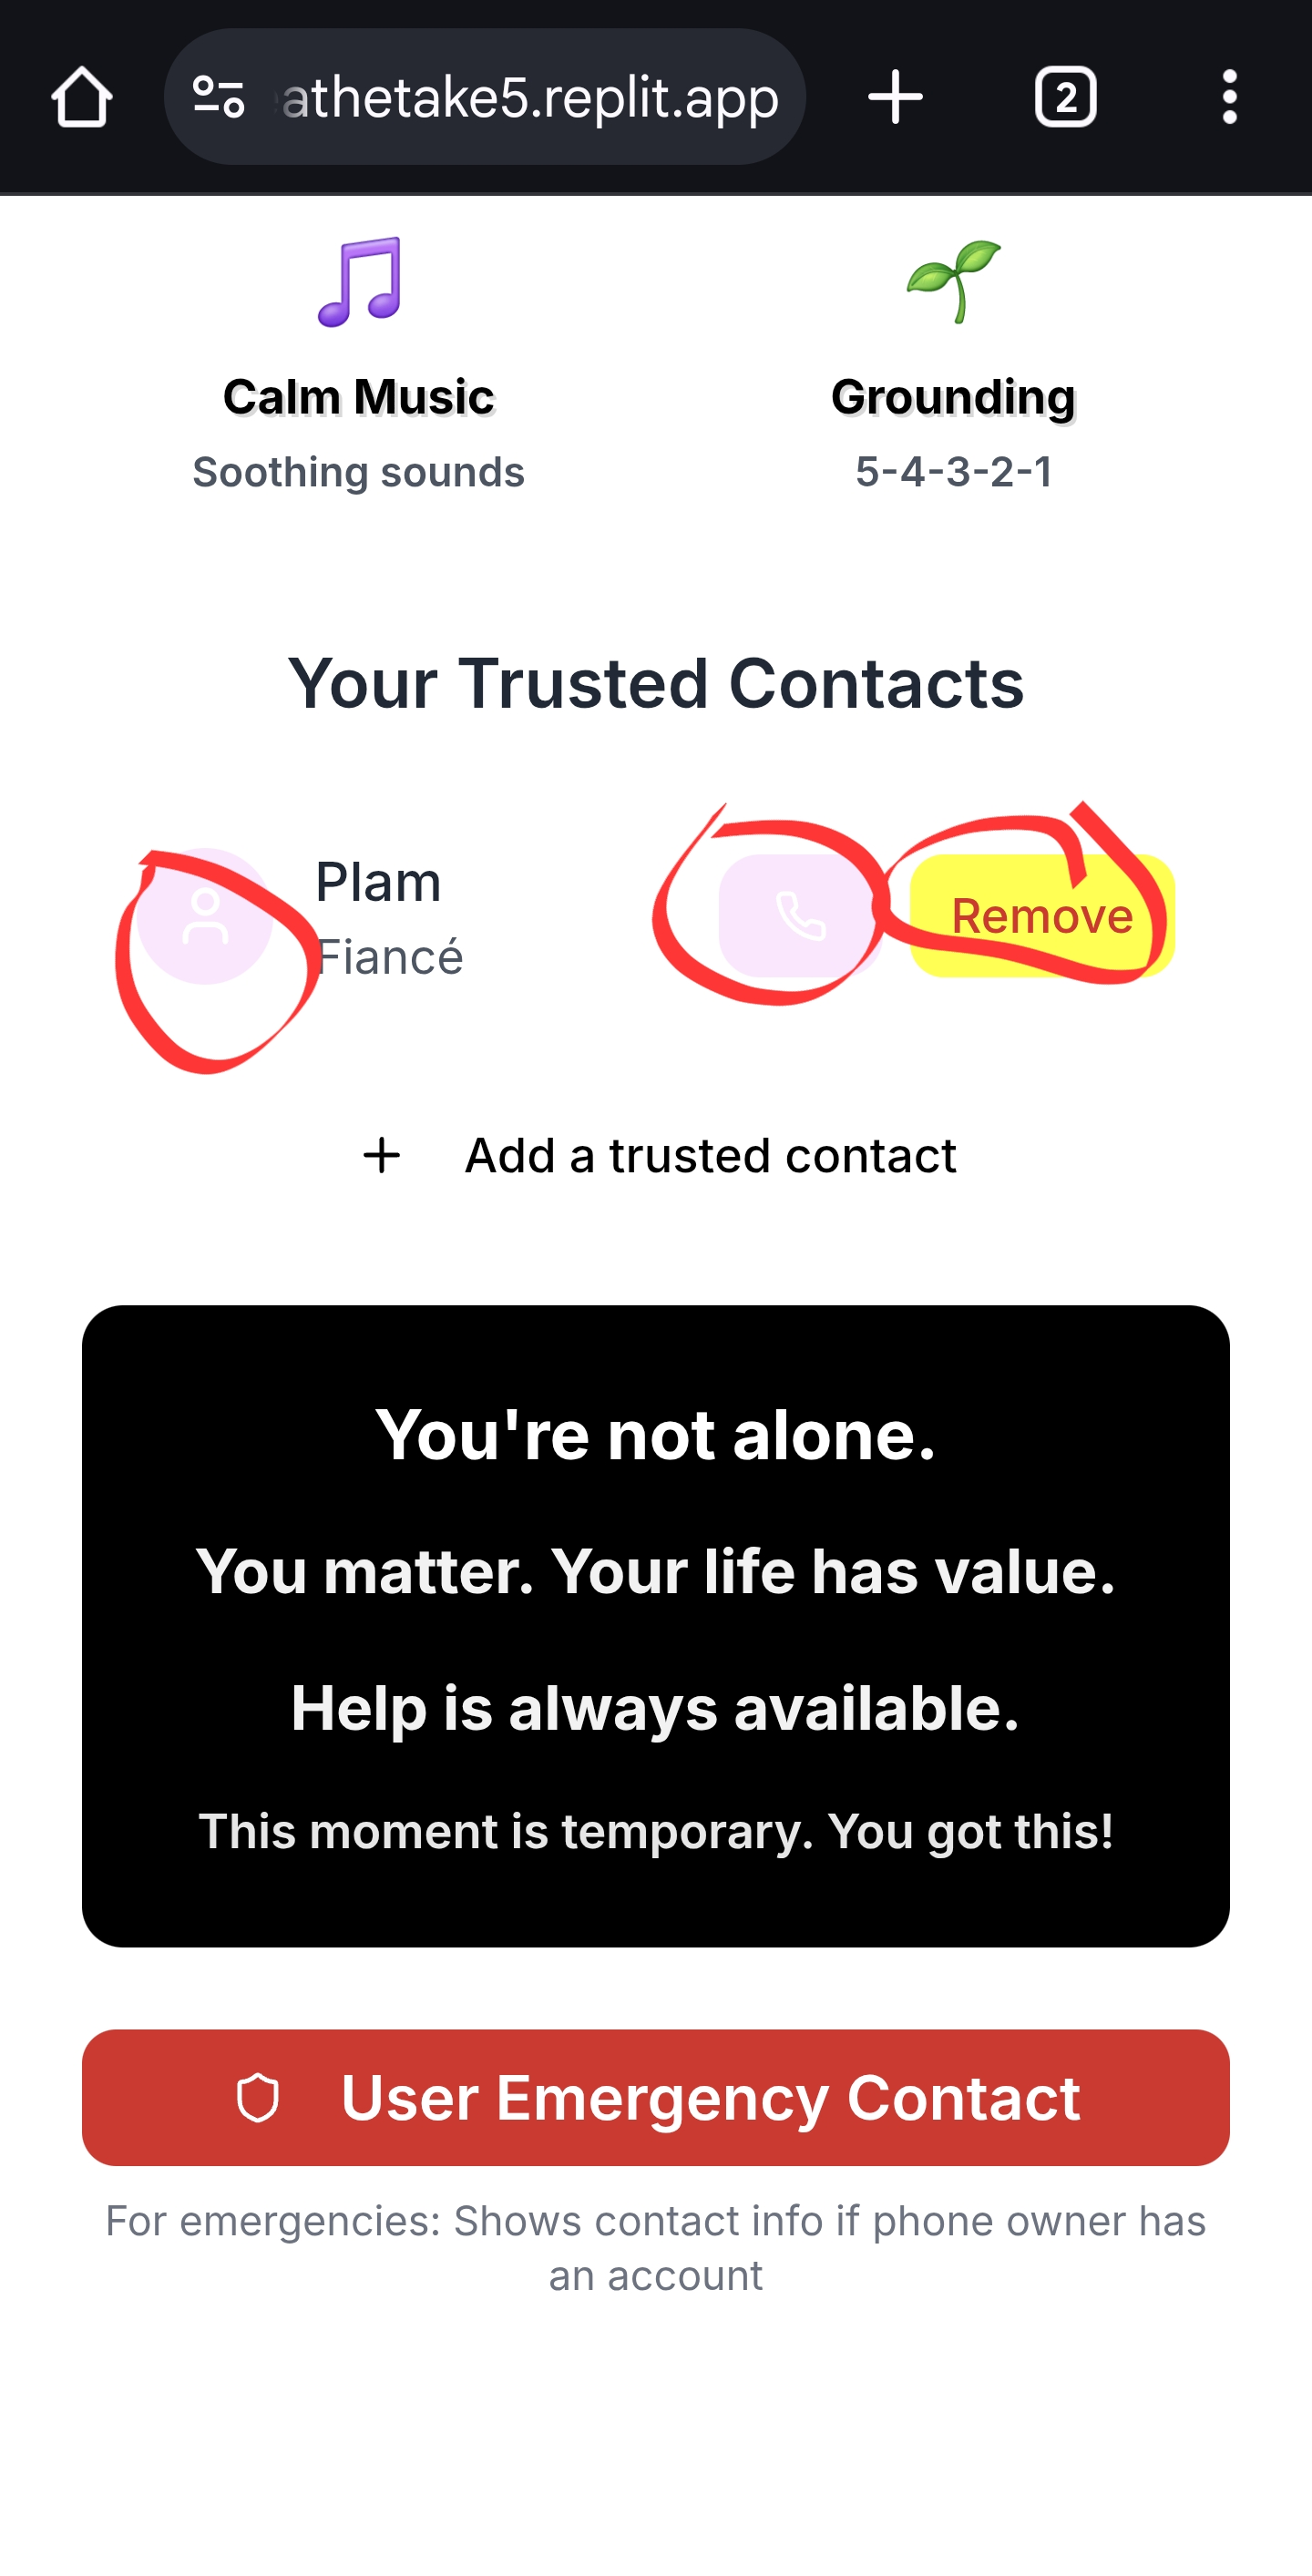 athetake5.replit.app
2
Calm Music
Grounding
Soothing sounds
5-4-3-2-1
Your Trusted Contacts
Plam
Fiancé
Remove
Add a trusted contact
You're not alone.
You matter. Your life has value.
Help is always available.
This moment is temporary. You got this!
User Emergency Contact
For emergencies: Shows contact info if phone owner has
an account